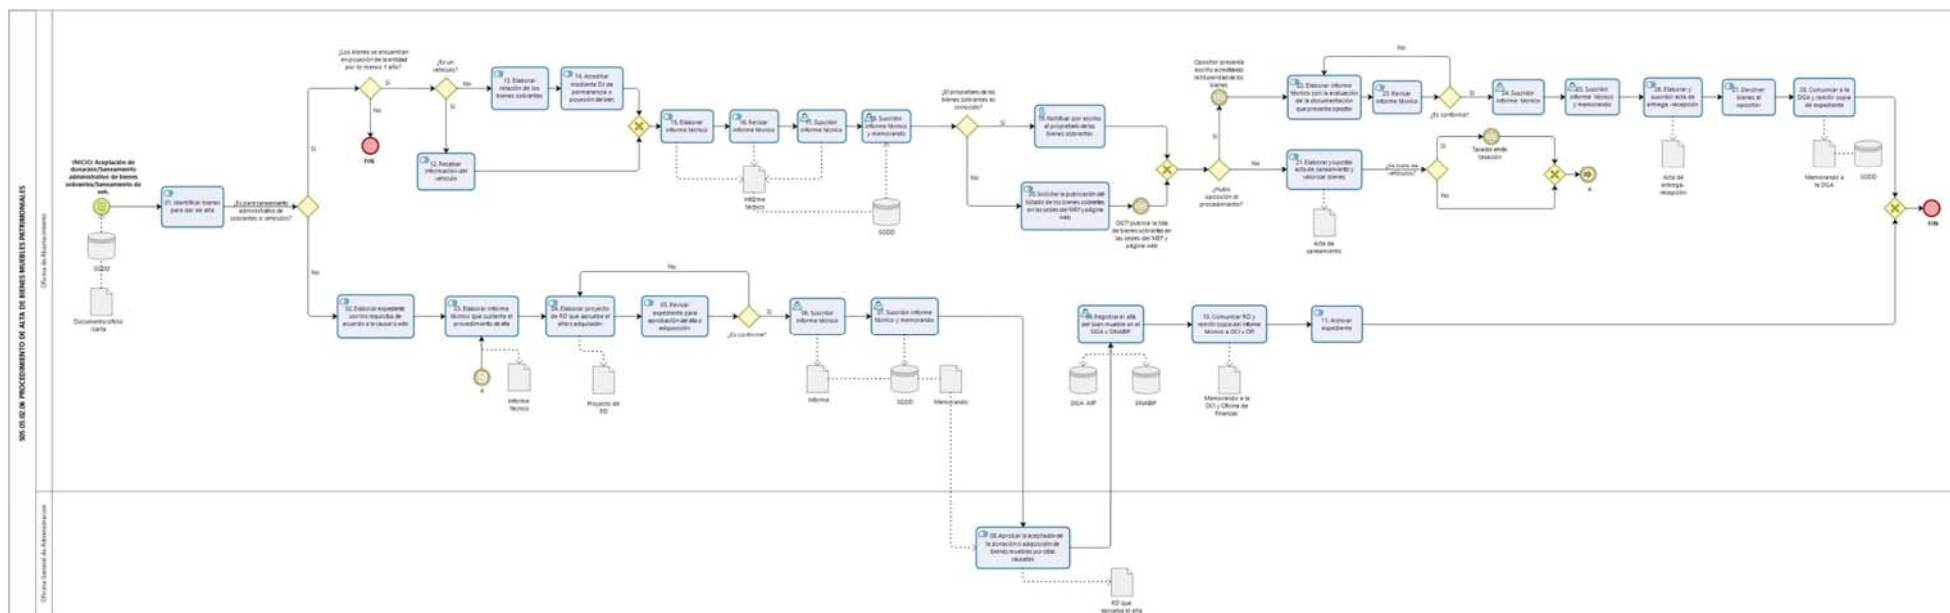 S05.05.02.06 PROCEDIMIENTO DE ALTA DE BIENES MUEBLES PATRIMONIALES
Oficina de Abastecimiento
Oficina General de Administración
INICIO: Aceptación de
donación/Saneamiento
administrativo de bienes
sobrantes/Saneamiento de
veh.
SGDD
Documento/oficio
/carta
01. Identificar bienes
para dar de alta
¿Es para saneamiento
administrativo de
sobrantes o vehículos?
Si
No
¿Los bienes se encuentran
en posesión de la entidad
por lo menos 1 año?
Si
No
FIN
¿Es un
vehículo?
No
Si
13. Elaborar
relación de los
bienes sobrantes
14. Acreditar
mediante DJ de
permanencia o
posesión del bien
12. Recabar
información del
vehículo
15. Elaborar
informe técnico
16. Revisar
informe técnico
17. Suscribir
informe técnico
18. Suscribir
informe técnico
y memorando
Informe
técnico
SGDD
¿El propietario de los
bienes sobrantes es
conocido?
Si
No
19. Notificar por escrito
al propietario de los
bienes sobrantes
20. Solicitar la publicación del
listado de los bienes sobrantes
en las sedes del MEF y página
web
OGTI publica la lista
de bienes sobrantes en
las sedes del MEF y
página web
¿Hubo
oposición al
procedimiento?
Si
No
Opositor presenta
escrito acreditando
la titularidad de los
bienes
22. Elaborar informe
técnico con la evaluación
de la documentación
que presenta opositor
23. Revisar
informe técnico
No
¿Es conforme?
Si
24. Suscribir
informe técnico
25. Suscribir
informe técnico
y memorando
26. Elaborar y
suscribir acta de
entrega -recepción
Acta de
entrega-
recepción
27. Devolver
bienes al
opositor
28. Comunicar a la
DGA y remitir copia
de expediente
Memorando a
la DGA
SGDD
21. Elaborar y suscribir
acta de saneamiento y
valorizar bienes
Acta de
saneamiento
¿Se trata de
vehículos?
Si
No
Tasador emite
tasación
A
FIN
02. Elaborar expediente
con los requisitos de
acuerdo a la causal o acto
03. Elaborar informe
técnico que sustente el
procedimiento de alta
A
Informe
Técnico
04. Elaborar proyecto
de RD que aprueba el
alta o adquisición
Proyecto de
RD
05. Revisar
expediente para
aprobación del alta o
adquisición
No
¿Es conforme?
Si
06. Suscribir
informe técnico
07. Suscribir informe
técnico y memorando
Informe
SGDD
Memorando
09. Registrar el alta
del bien mueble en el
SIGA y SINABIP
SIGA -MP
SINABIP
10. Comunicar RD y
remitir copia del informe
técnico a OCI y OFI
Memorando a la
OCI y Oficina de
Finanzas
11. Archivar
expediente
08. Aprobar la aceptación de
la donación o adquisición de
bienes muebles por otras
causales
RD que
aprueba el alta